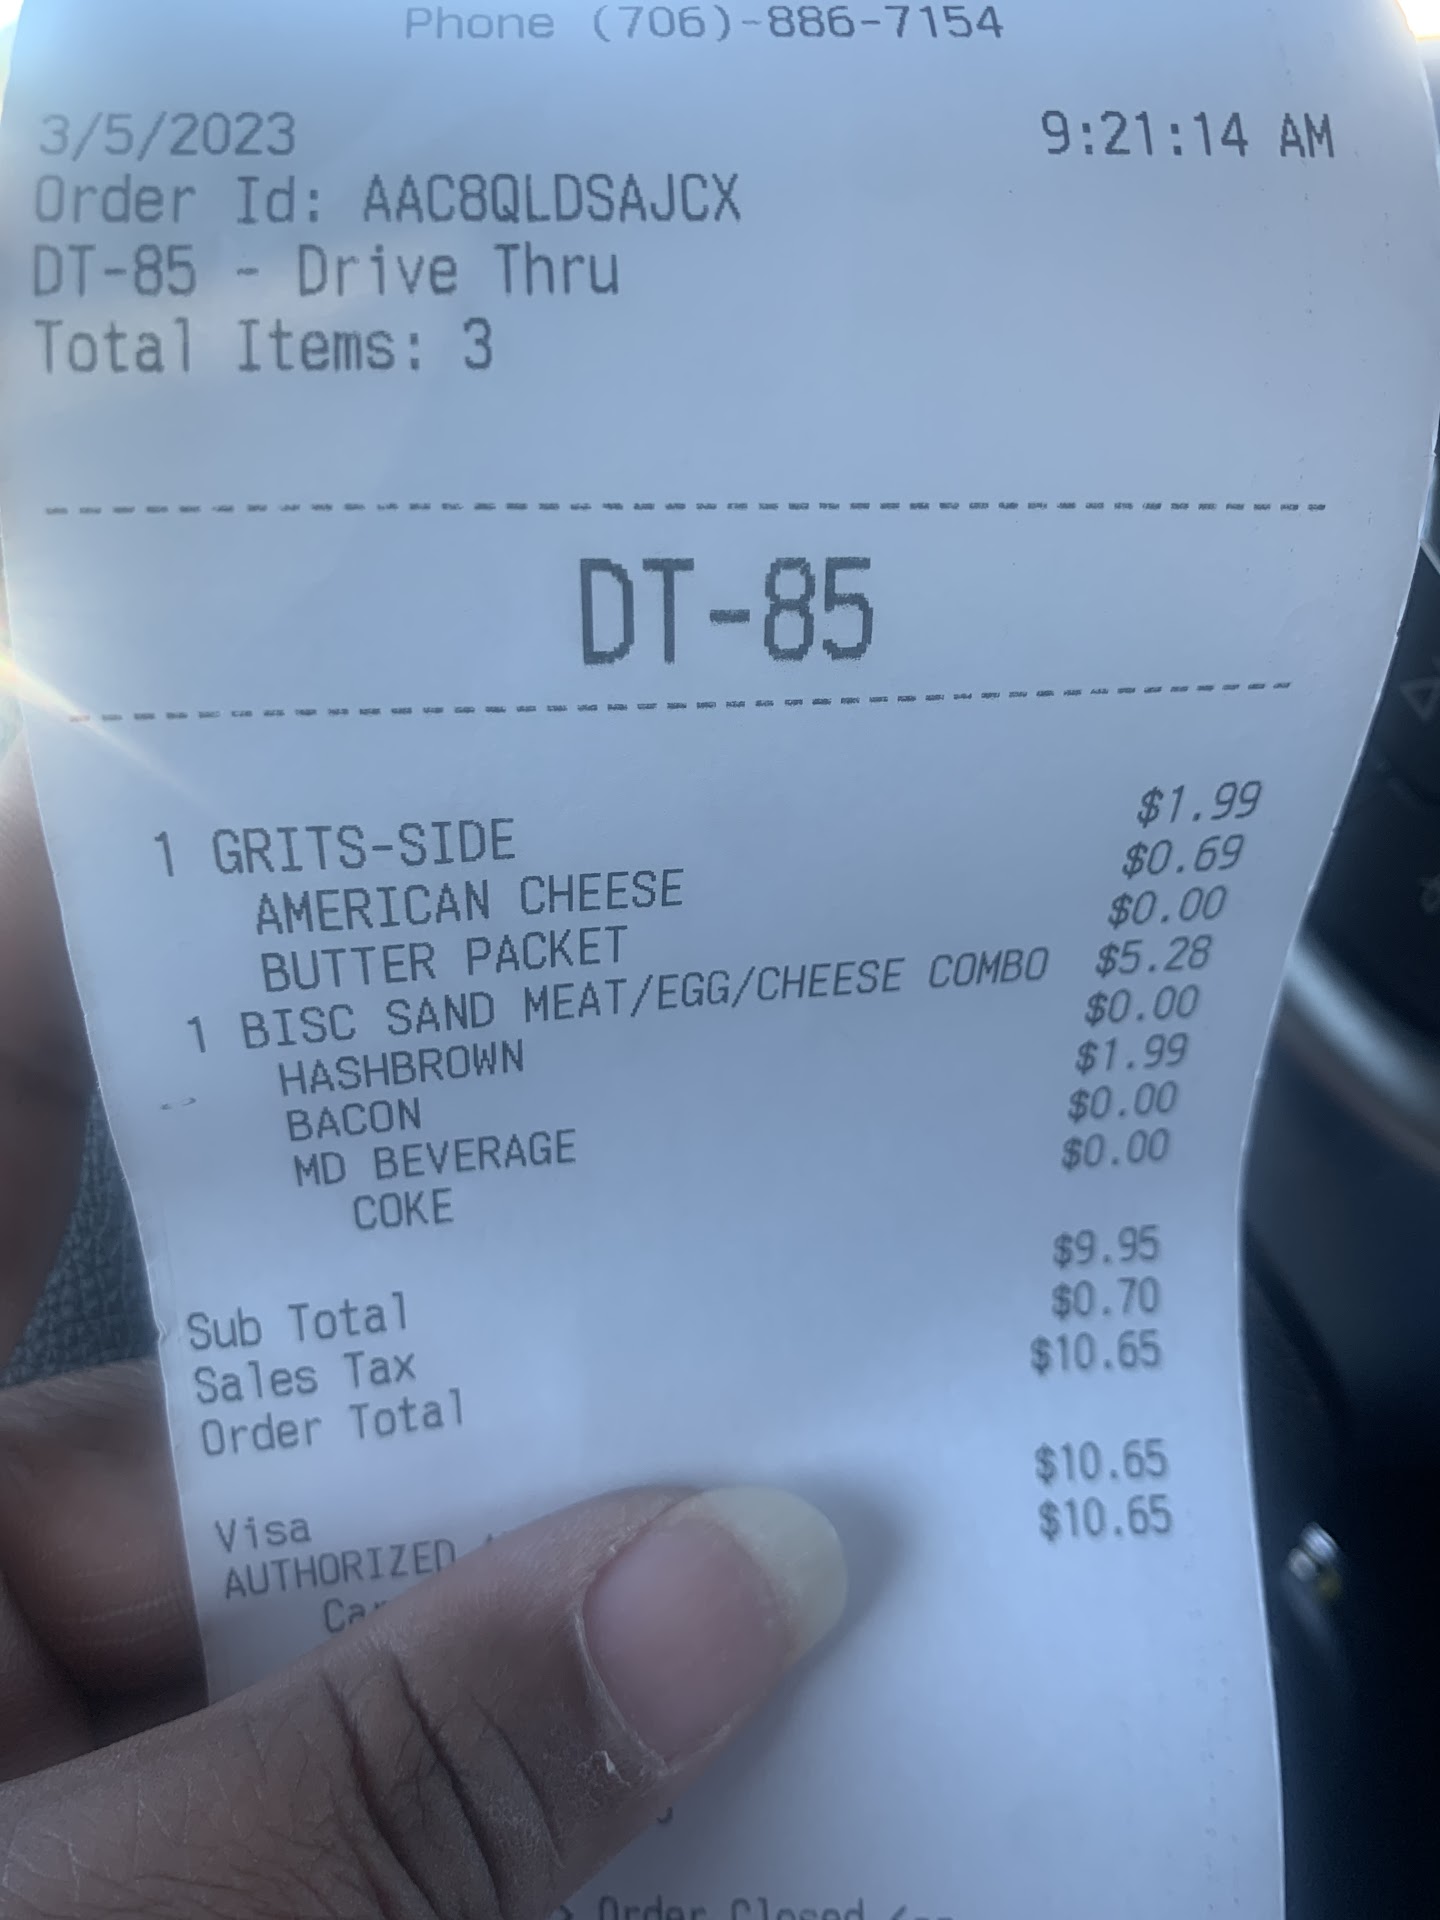 Phone (706)-886-7154
3/5/2023 9:21:14 AM
Order Id: AAC8QLDSAJCX
DT-85 - Drive Thru
Total Items: 3
DT-85
1 GRITS-SIDE $1.99
AMERICAN CHEESE $0.69
BUTTER PACKET $0.00
1 BISC SAND MEAT/EGG/CHEESE COMBO $5.28
HASHBROWN $0.00
BACON $1.99
MD BEVERAGE $0.00
COKE $0.00
Sub Total $9.95
Sales Tax $0.70
Order Total $10.65
Visa $10.65
AUTHORIZED $10.65
Order Closed <--